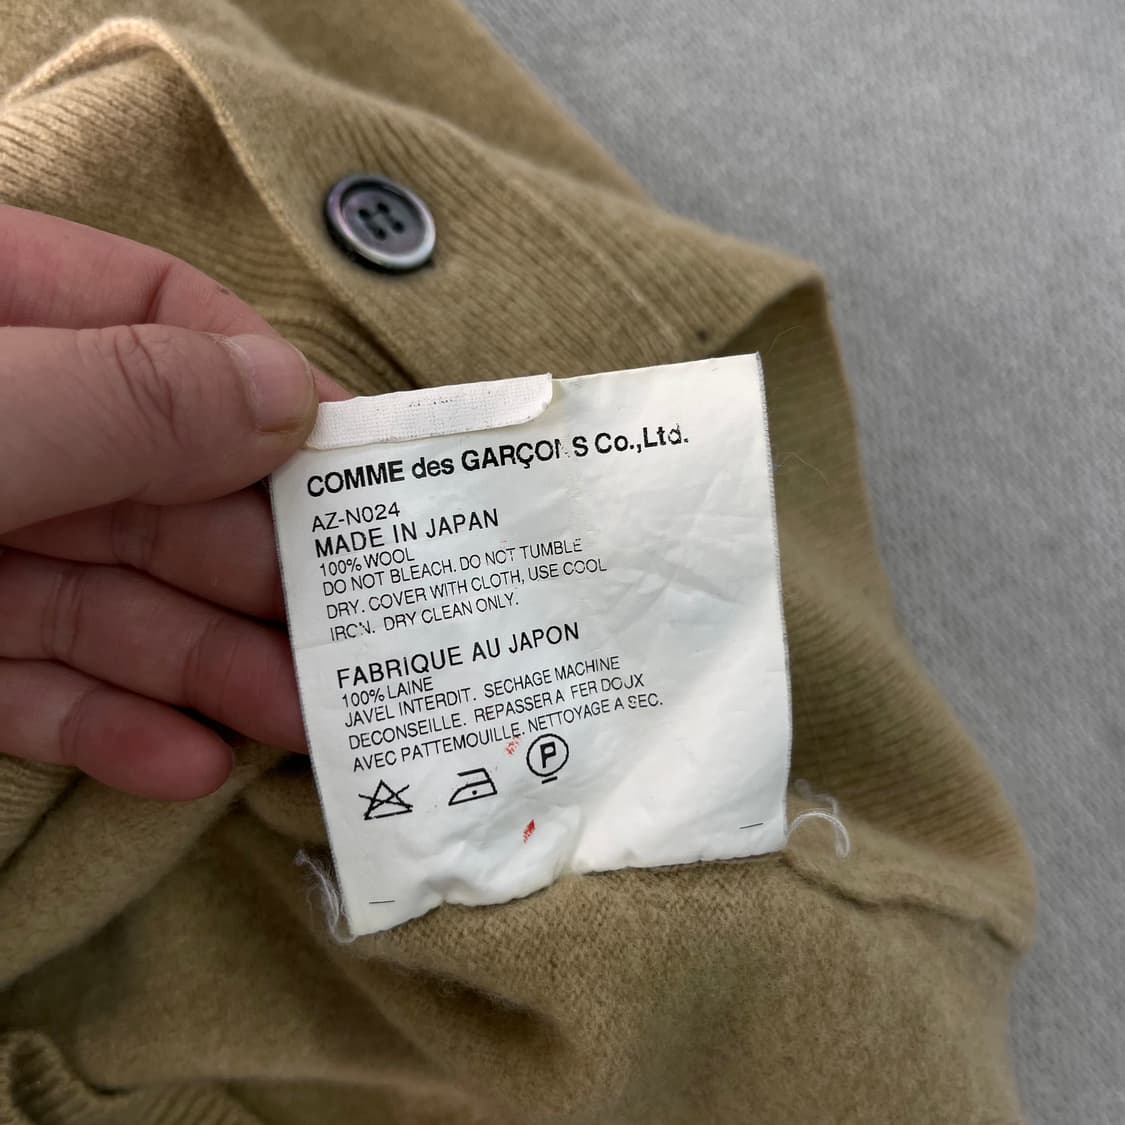 COMME des GARÇONS Co.,Ltd.
AZ-N024
MADE IN JAPAN
100% WOOL
DO NOT BLEACH. DO NOT TUMBLE
DRY. COVER WITH CLOTH, USE COOL
IRON. DRY CLEAN ONLY.
FABRIQUE AU JAPON
100% LAINE
JAVEL INTERDIT. SECHAGE MACHINE
DECONSEILLE. REPASSER A FER DOUX
AVEC PATTEMOUILLE. NETTOYAGE A SEC.
P